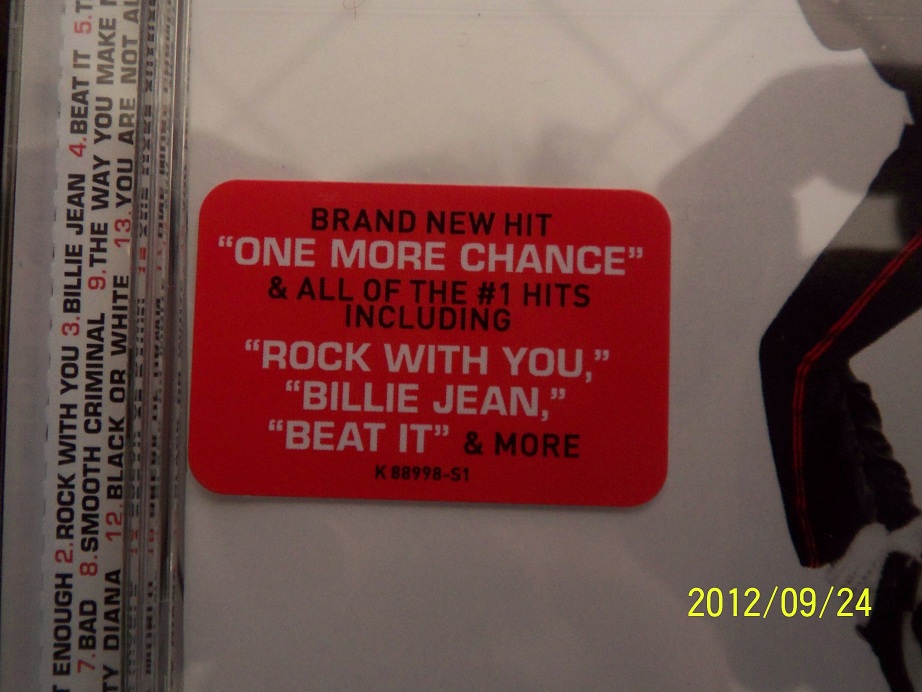 BRAND NEW HIT
“ONE MORE CHANCE”
& ALL OF THE #1 HITS
INCLUDING
“ROCK WITH YOU,”
“BILLIE JEAN,”
“BEAT IT” & MORE
K 88998-S1
ENOUGH 2.ROCK WITH YOU 3.BILLIE JEAN 4.BEAT IT 5.
7.BAD 8.SMOOTH CRIMINAL 9.THE WAY YOU MAKE
DIANA 12.BLACK OR WHITE 13.YOU ARE NOT
2012/09/24